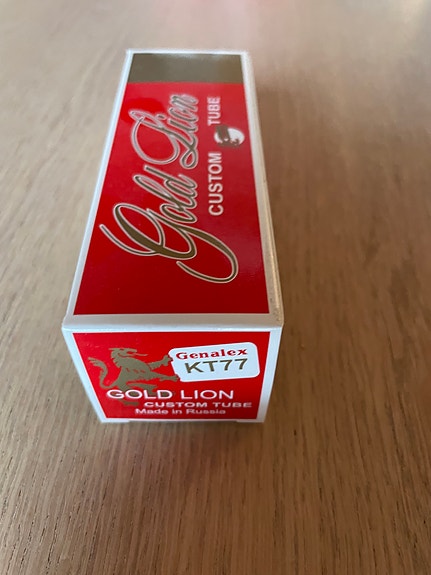 Gold Lion
CUSTOM TUBE
Genalex
KT77
GOLD LION
CUSTOM TUBE
Made in Russia